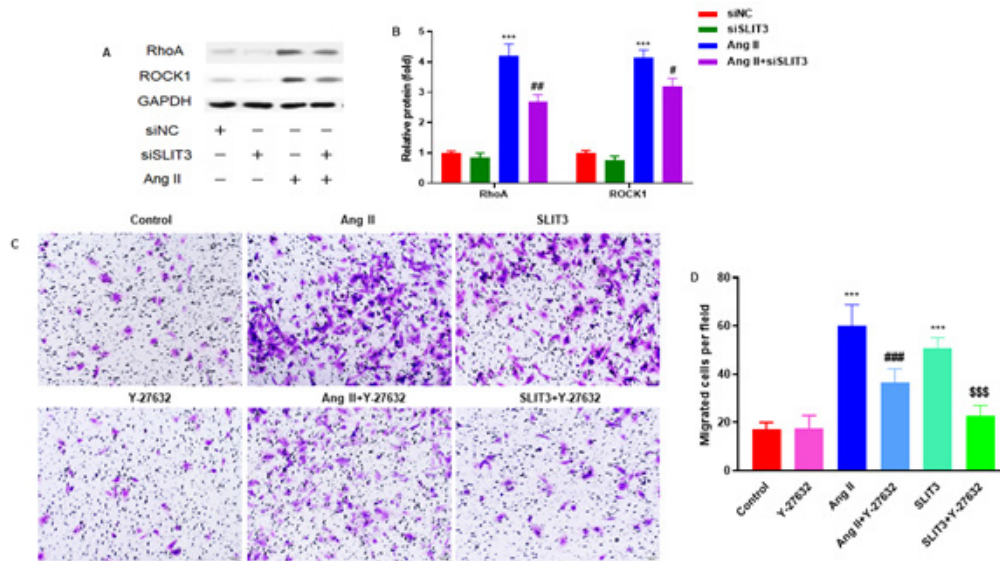 A
RhoA
ROCK1
GAPDH
siNC + − − −
siSLIT3 − + − +
Ang II − − + +
B
siNC
siSLIT3
Ang II
Ang II+siSLIT3
Relative protein (fold)
5
4
3
2
1
0
***
##
***
#
RhoA ROCK1
C
Control Ang II SLIT3
Y-27632 Ang II+Y-27632 SLIT3+Y-27632
D
Migrated cells per field
80
60
40
20
0
***
###
***
$$$
Control
Y-27632
Ang II
Ang II+Y-27632
SLIT3
SLIT3+Y-27632